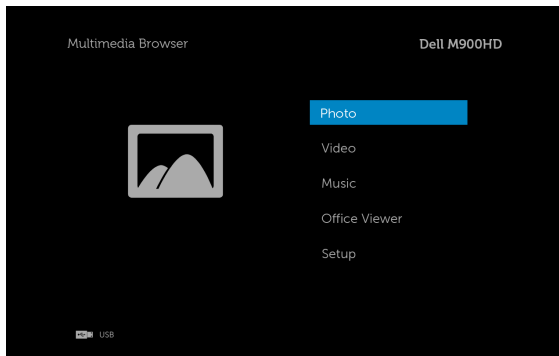 Multimedia Browser
Dell M900HD
Photo
Video
Music
Office Viewer
Setup
USB